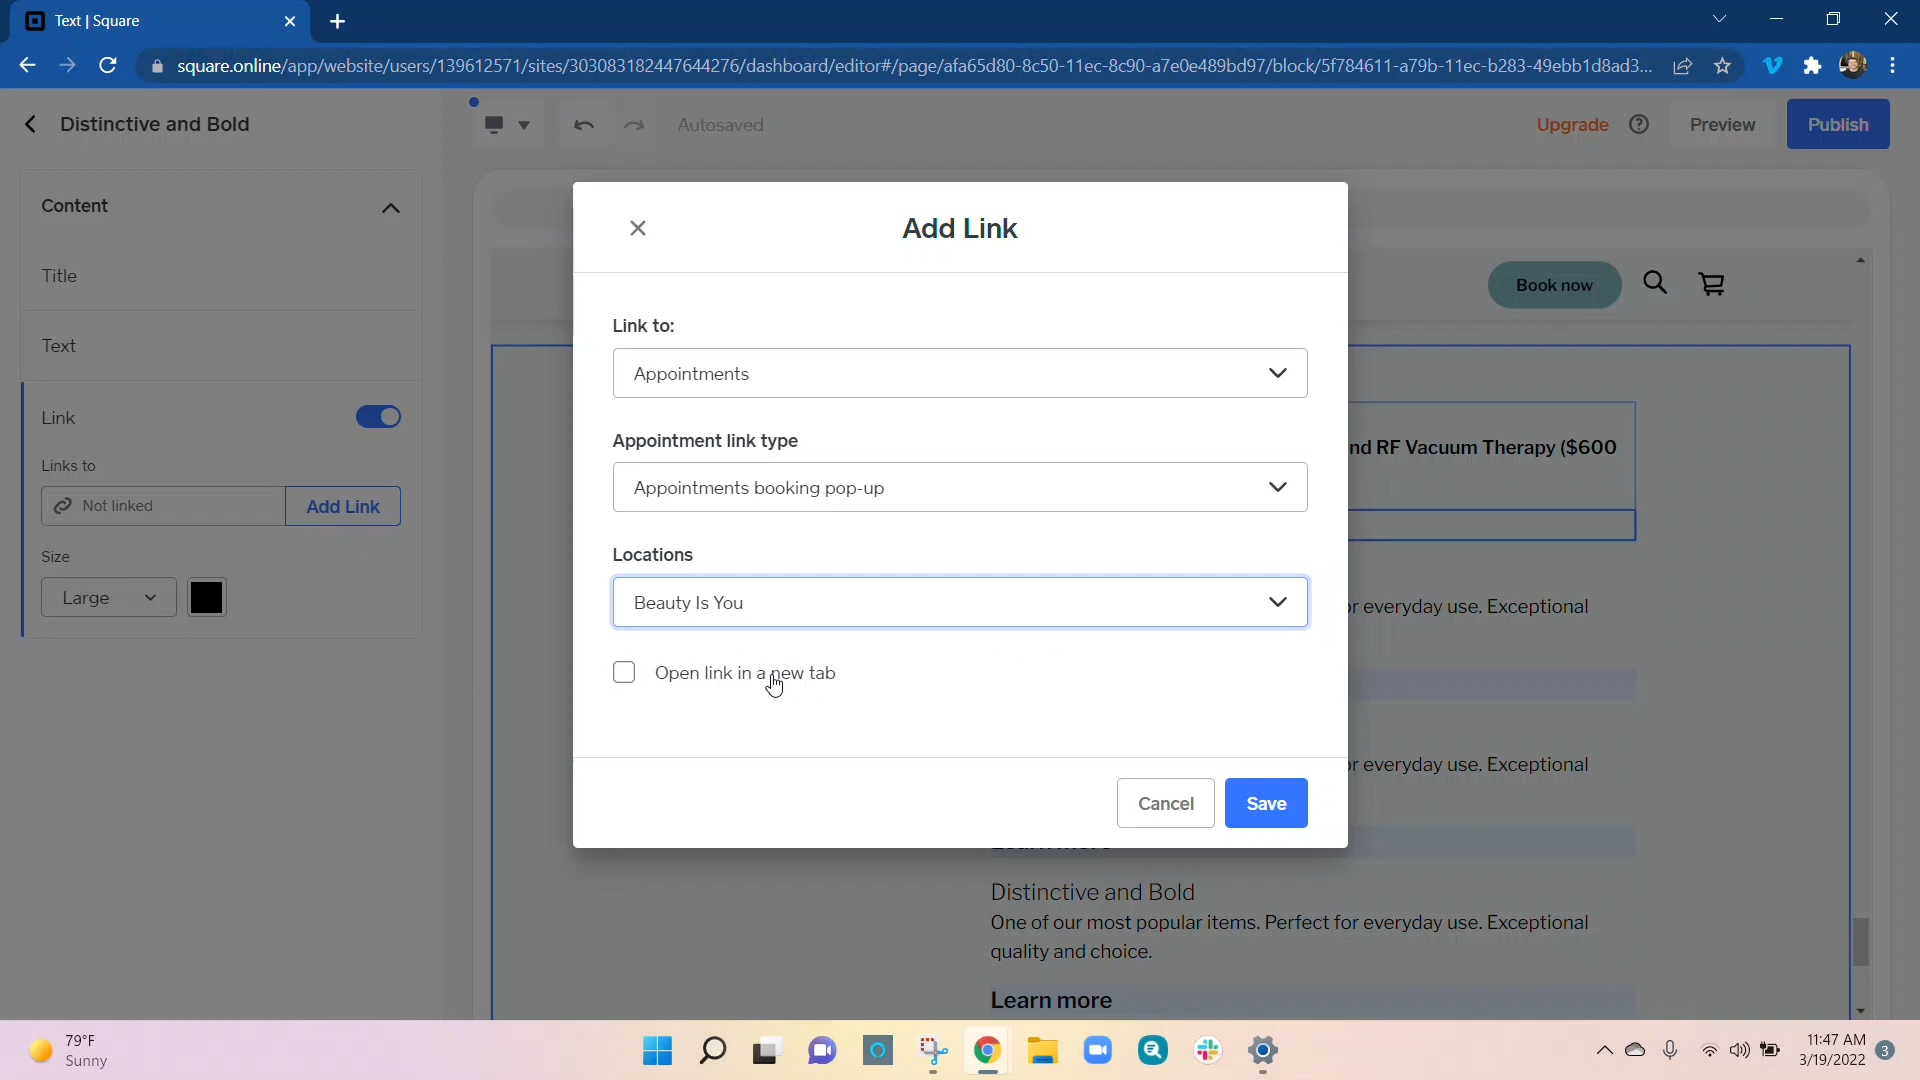 Text | Square
square.online/app/website/users/139612571/sites/303083182447644276/dashboard/editor#/page/afa65d80-8c50-11ec-8c90-a7e0e489bd97/block/5f784611-a79b-11ec-b283-49ebb1d8ad3...
Distinctive and Bold
Autosaved
Upgrade
Preview
Publish
Content
Title
Text
Link
Links to
Not linked
Add Link
Size
Large
Add Link
Link to:
Appointments
Appointment link type
Appointments booking pop-up
Locations
Beauty Is You
Open link in a new tab
Cancel
Save
Book now
nd RF Vacuum Therapy ($600
or everyday use. Exceptional
or everyday use. Exceptional
Distinctive and Bold
One of our most popular items. Perfect for everyday use. Exceptional
quality and choice.
Learn more
79°F
Sunny
11:47 AM
3/19/2022
3